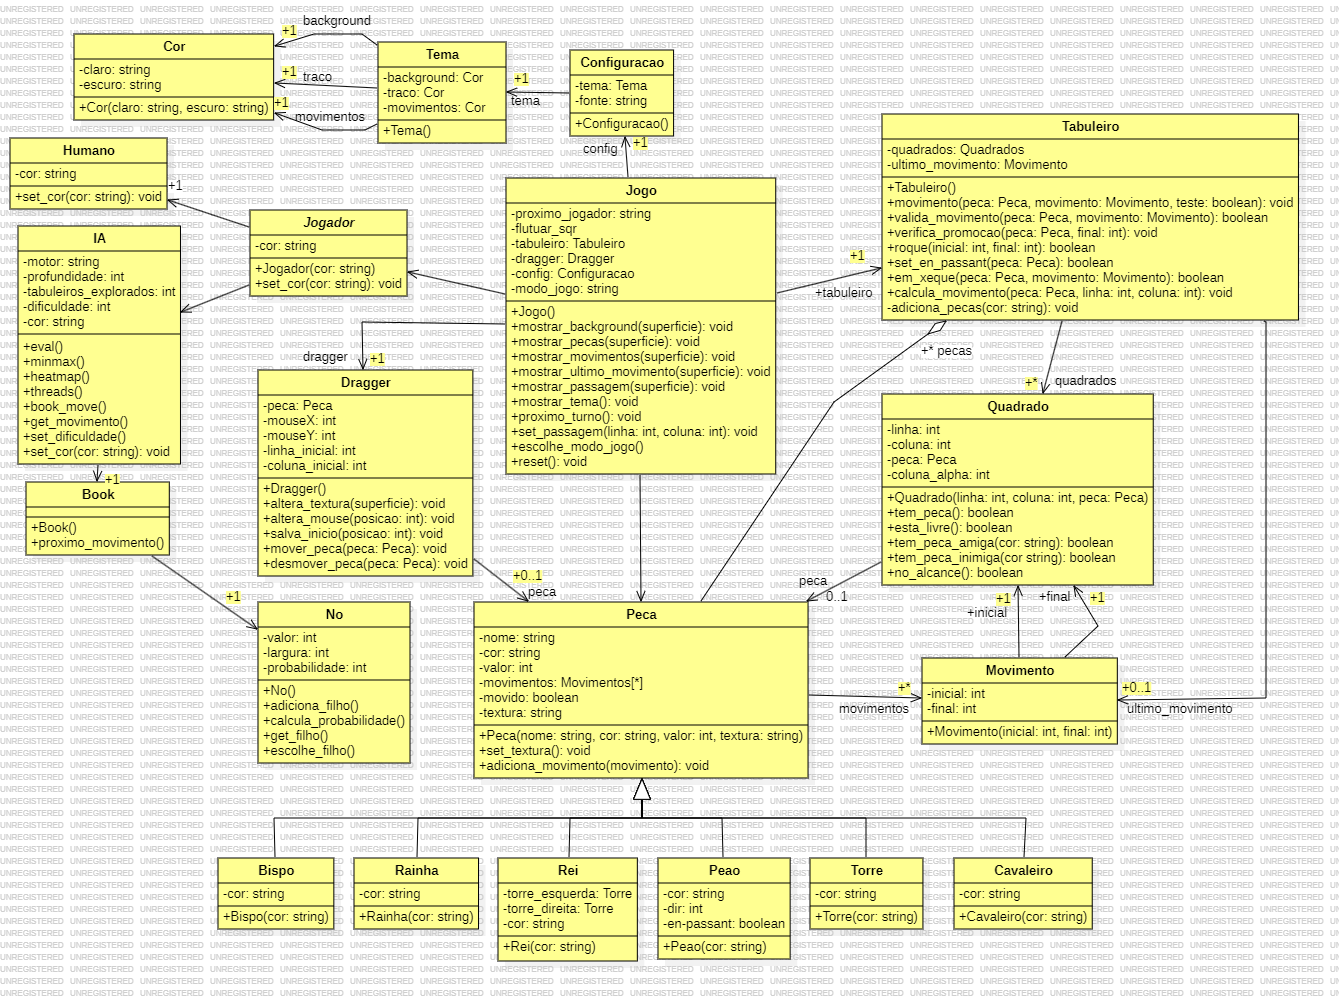 background
+1
Cor
-claro: string
-escuro: string
+Cor(claro: string, escuro: string)
+1
traco
+1
movimentos
Tema
-background: Cor
-traco: Cor
-movimentos: Cor
+Tema()
+1
tema
Configuracao
-tema: Tema
-fonte: string
+Configuracao()
config
+1
Humano
-cor: string
+set_cor(cor: string): void
+1
IA
-motor: string
-profundidade: int
-tabuleiros_explorados: int
-dificuldade: int
-cor: string
+eval()
+minmax()
+heatmap()
+threads()
+book_move()
+get_movimento()
+set_dificuldade()
+set_cor(cor: string): void
+1
Jogador
-cor: string
+Jogador(cor: string)
+set_cor(cor: string): void
Jogo
-proximo_jogador: string
-flutuar_sqr
-tabuleiro: Tabuleiro
-dragger: Dragger
-config: Configuracao
-modo_jogo: string
+Jogo()
+mostrar_background(superficie): void
+mostrar_pecas(superficie): void
+mostrar_movimentos(superficie): void
+mostrar_ultimo_movimento(superficie): void
+mostrar_passagem(superficie): void
+mostrar_tema(): void
+proximo_turno(): void
+set_passagem(linha: int, coluna: int): void
+escolhe_modo_jogo()
+reset(): void
+1
+tabuleiro
Tabuleiro
-quadrados: Quadrados
-ultimo_movimento: Movimento
+Tabuleiro()
+movimento(peca: Peca, movimento: Movimento, teste: boolean): void
+valida_movimento(peca: Peca, movimento: Movimento): boolean
+verifica_promocao(peca: Peca, final: int): void
+roque(inicial: int, final: int): boolean
+set_en_passant(peca: Peca): boolean
+em_xeque(peca: Peca, movimento: Movimento): boolean
+calcula_movimento(peca: Peca, linha: int, coluna: int): void
-adiciona_pecas(cor: string): void
+* pecas
+*
quadrados
dragger
+1
Dragger
-peca: Peca
-mouseX: int
-mouseY: int
-linha_inicial: int
-coluna_inicial: int
+Dragger()
+altera_textura(superficie): void
+altera_mouse(posicao: int): void
+salva_inicio(posicao: int): void
+mover_peca(peca: Peca): void
+desmover_peca(peca: Peca): void
+0..1
peca
Quadrado
-linha: int
-coluna: int
-peca: Peca
-coluna_alpha: int
+Quadrado(linha: int, coluna: int, peca: Peca)
+tem_peca(): boolean
+esta_livre(): boolean
+tem_peca_amiga(cor: string): boolean
+tem_peca_inimiga(cor string): boolean
+no_alcance(): boolean
peca
0..1
+1
+inicial
+final
+1
Book
+Book()
+proximo_movimento()
+1
No
-valor: int
-largura: int
-probabilidade: int
+No()
+adiciona_filho()
+calcula_probabilidade()
+get_filho()
+escolhe_filho()
Peca
-nome: string
-cor: string
-valor: int
-movimentos: Movimentos[*]
-movido: boolean
-textura: string
+Peca(nome: string, cor: string, valor: int, textura: string)
+set_textura(): void
+adiciona_movimento(movimento): void
+*
movimentos
Movimento
-inicial: int
-final: int
+Movimento(inicial: int, final: int)
+0..1
ultimo_movimento
Bispo
-cor: string
+Bispo(cor: string)
Rainha
-cor: string
+Rainha(cor: string)
Rei
-torre_esquerda: Torre
-torre_direita: Torre
-cor: string
+Rei(cor: string)
Peao
-cor: string
-dir: int
-en-passant: boolean
+Peao(cor: string)
Torre
-cor: string
+Torre(cor: string)
Cavaleiro
-cor: string
+Cavaleiro(cor: string)
UNREGISTERED